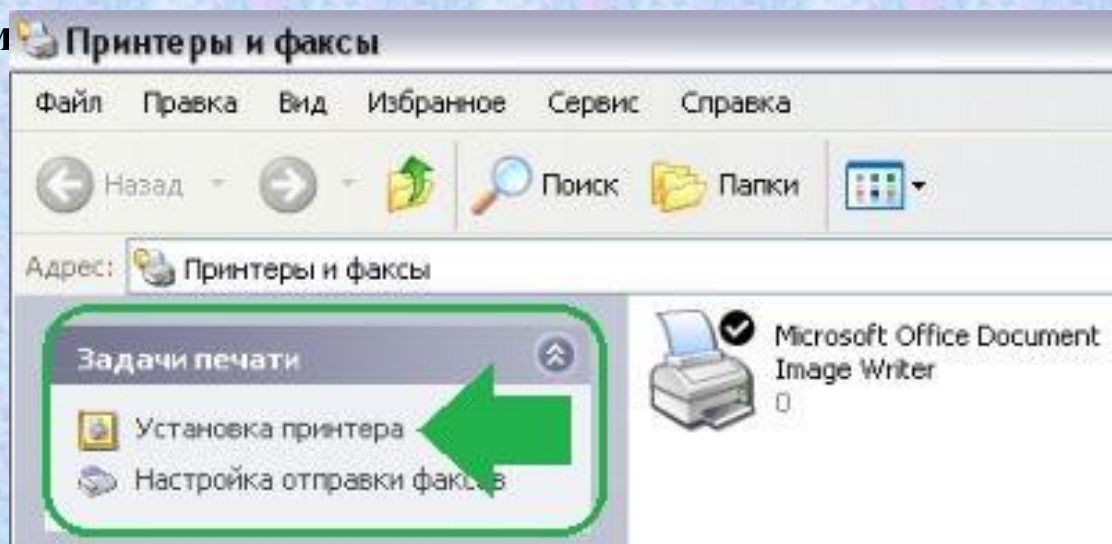 и
Принтеры и факсы
Файл Правка Вид Избранное Сервис Справка
Назад Поиск Папки
Адрес: Принтеры и факсы
Задачи печати
Установка принтера
Настройка отправки факсов
Microsoft Office Document
Image Writer
0